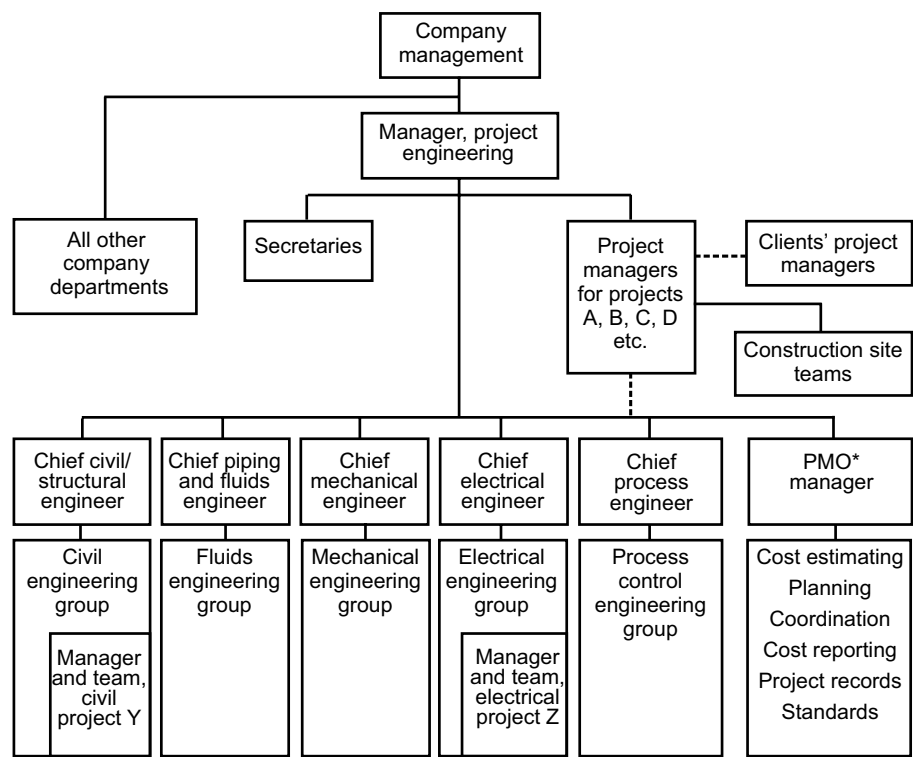 Company
management
Manager, project
engineering
All other
company
departments
Secretaries
Project
managers
for projects
A, B, C, D
etc.
Clients’ project
managers
Construction site
teams
Chief civil/
structural
engineer
Chief piping
and fluids
engineer
Chief
mechanical
engineer
Chief
electrical
engineer
Chief
process
engineer
PMO*
manager
Civil
engineering
group
Manager
and team,
civil
project Y
Fluids
engineering
group
Mechanical
engineering
group
Electrical
engineering
group
Manager
and team,
electrical
project Z
Process
control
engineering
group
Cost estimating
Planning
Coordination
Cost reporting
Project records
Standards